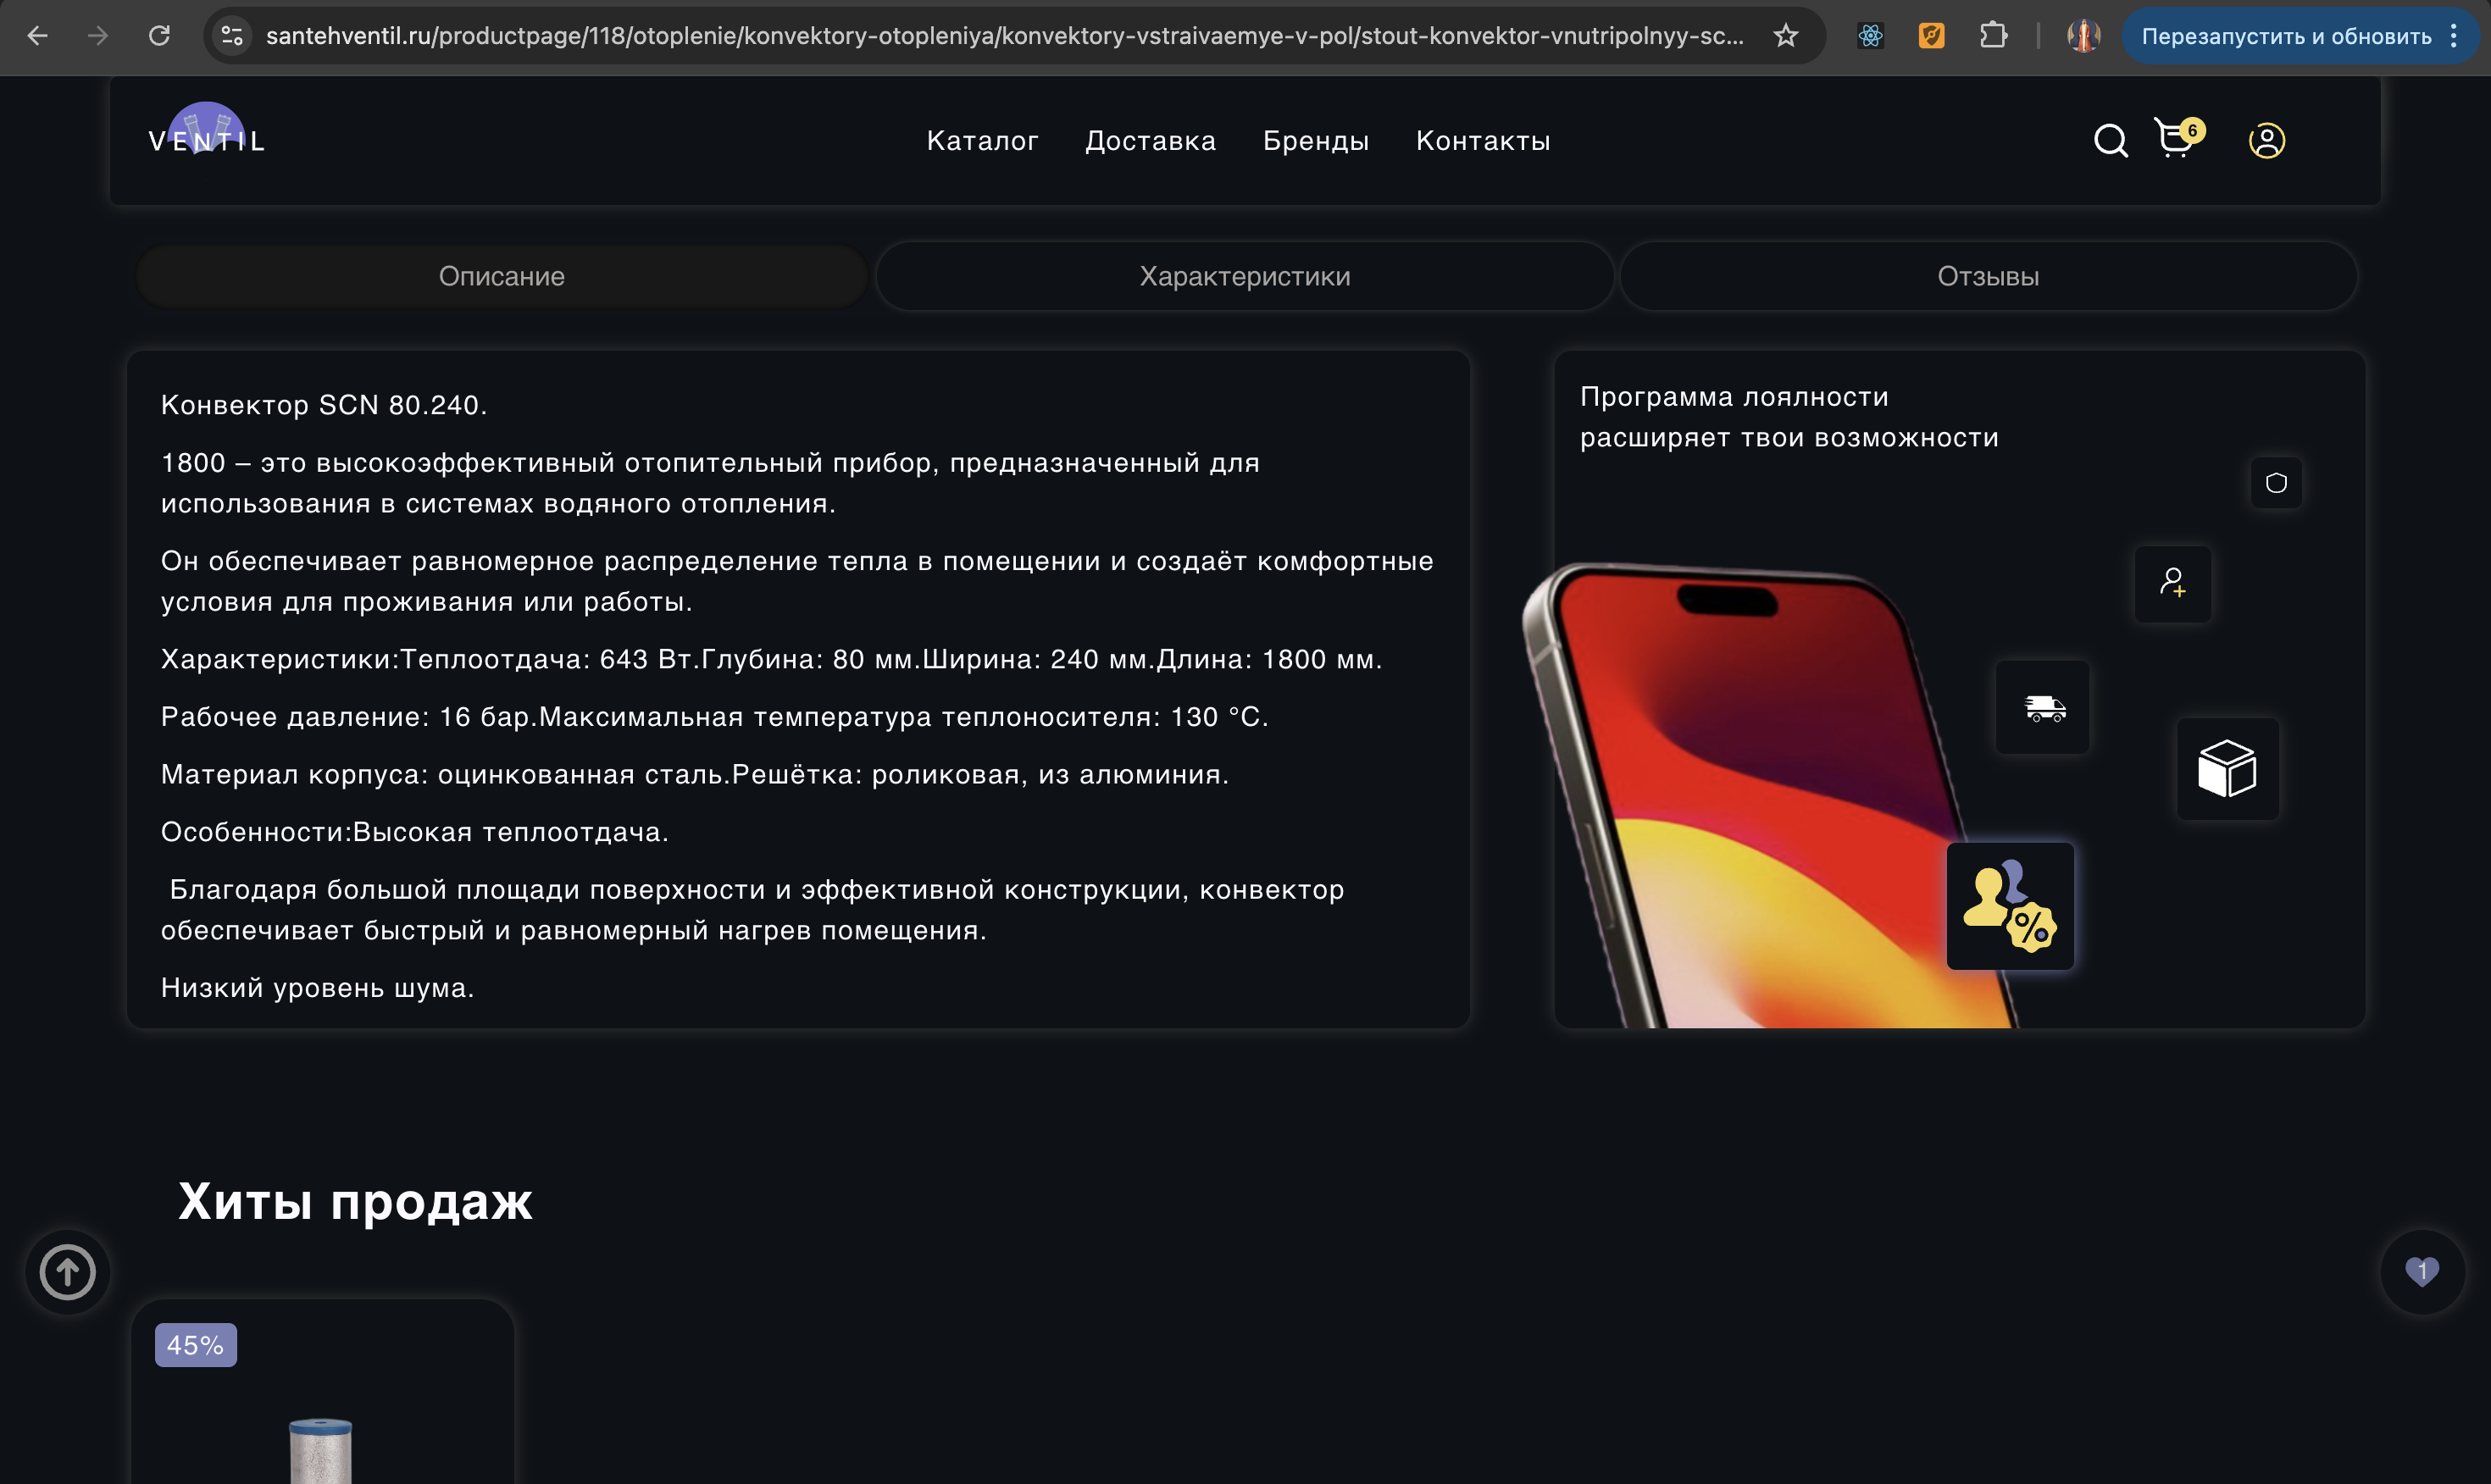 santehventil.ru/productpage/118/otoplenie/konvektory-otopleniya/konvektory-vstraivaemye-v-pol/stout-konvektor-vnutripolnyy-sc...
Перезапустить и обновить
VENTIL
Каталог Доставка Бренды Контакты
6
Описание Характеристики Отзывы
Конвектор SCN 80.240.
1800 – это высокоэффективный отопительный прибор, предназначенный для
использования в системах водяного отопления.
Он обеспечивает равномерное распределение тепла в помещении и создаёт комфортные
условия для проживания или работы.
Характеристики:Теплоотдача: 643 Вт.Глубина: 80 мм.Ширина: 240 мм.Длина: 1800 мм.
Рабочее давление: 16 бар.Максимальная температура теплоносителя: 130 °C.
Материал корпуса: оцинкованная сталь.Решётка: роликовая, из алюминия.
Особенности:Высокая теплоотдача.
Благодаря большой площади поверхности и эффективной конструкции, конвектор
обеспечивает быстрый и равномерный нагрев помещения.
Низкий уровень шума.
Программа лоялности
расширяет твои возможности
%
Хиты продаж
1
45%